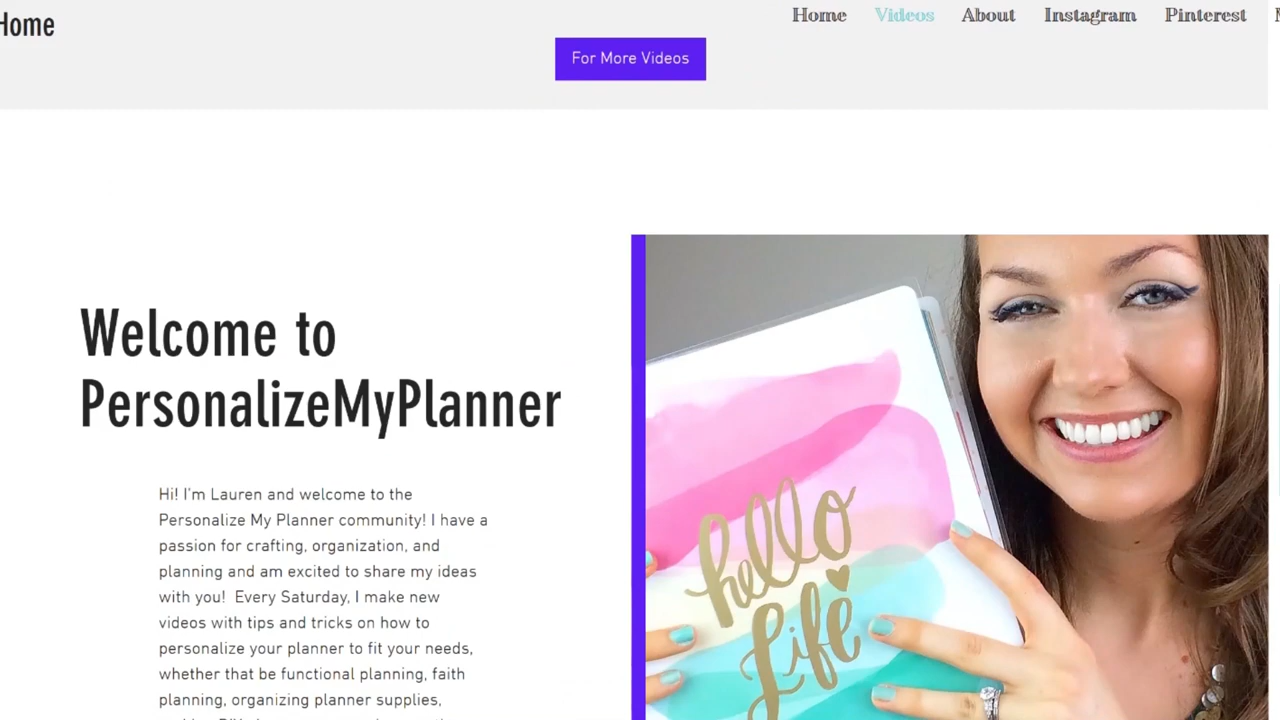 Home
Home Videos About Instagram Pinterest
For More Videos
Welcome to
PersonalizeMyPlanner
Hi! I'm Lauren and welcome to the
Personalize My Planner community! I have a
passion for crafting, organization, and
planning and am excited to share my ideas
with you! Every Saturday, I make new
videos with tips and tricks on how to
personalize your planner to fit your needs,
whether that be functional planning, faith
planning, organizing planner supplies,
hello
Life